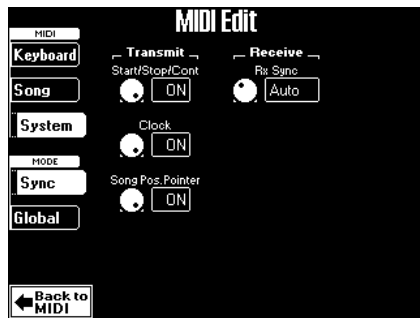 MIDI Edit
MIDI
Keyboard
Song
System
MODE
Sync
Global
Back to
MIDI
Transmit
Start/Stop/Cont
ON
Clock
ON
Song Pos.Pointer
ON
Receive
Rx Sync
Auto